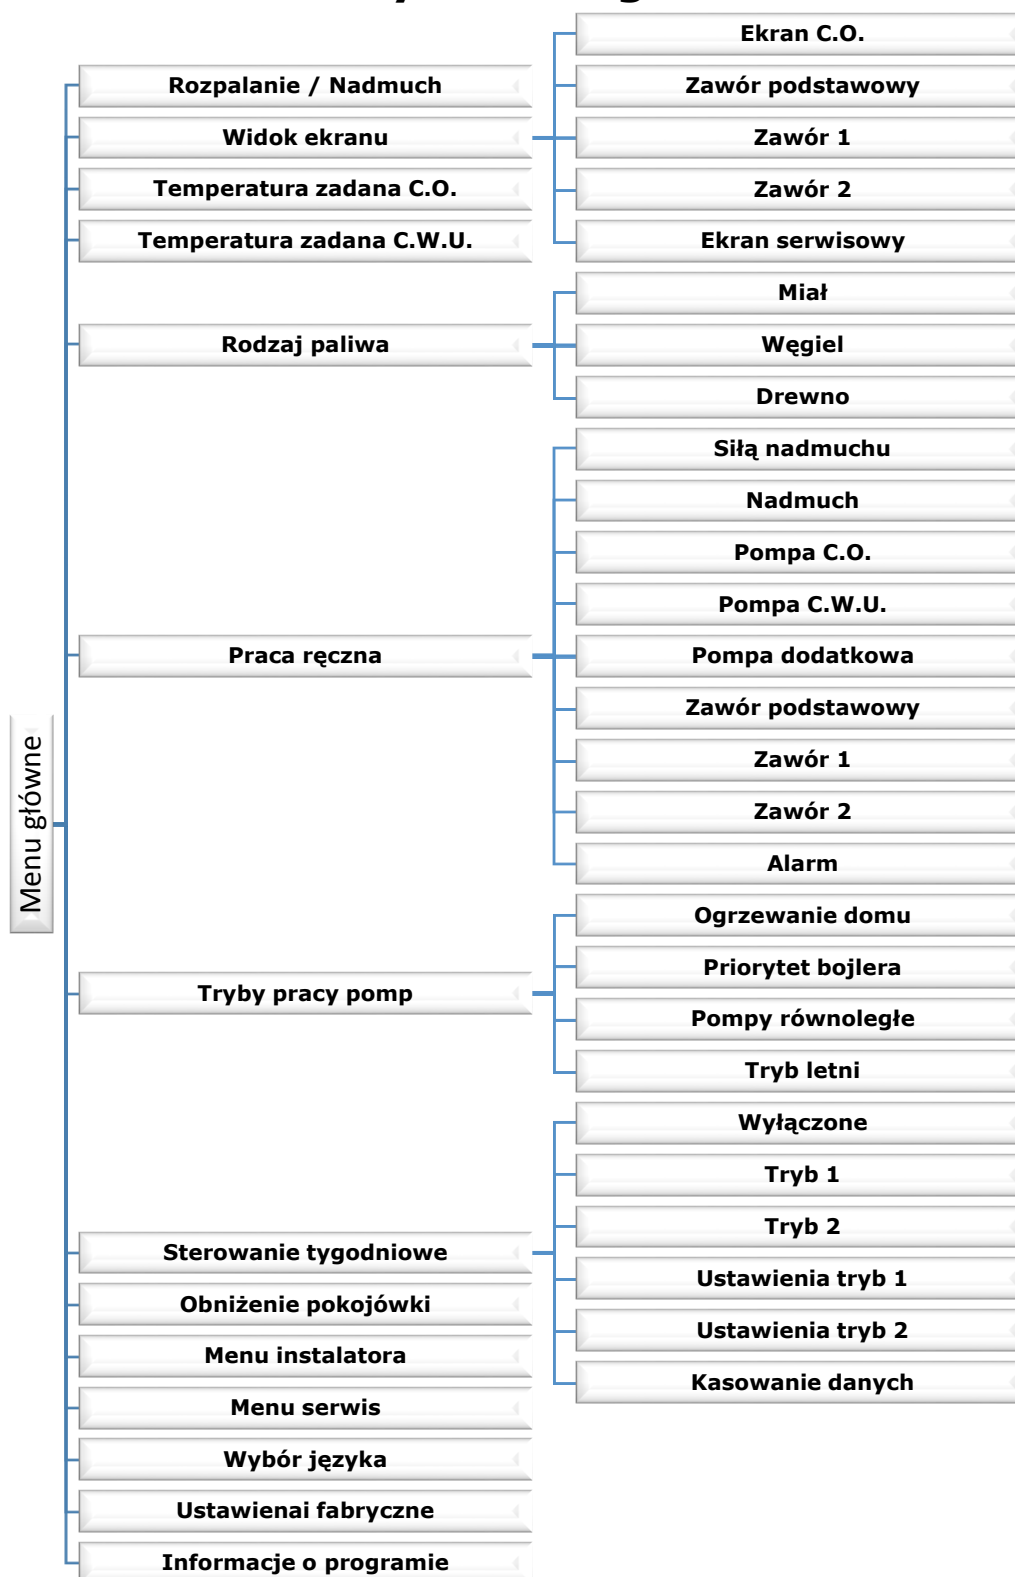 Menu główne
Rozpalanie / Nadmuch
Widok ekranu
Ekran C.O.
Zawór podstawowy
Zawór 1
Zawór 2
Ekran serwisowy
Temperatura zadana C.O.
Temperatura zadana C.W.U.
Rodzaj paliwa
Miał
Węgiel
Drewno
Praca ręczna
Siłą nadmuchu
Nadmuch
Pompa C.O.
Pompa C.W.U.
Pompa dodatkowa
Zawór podstawowy
Zawór 1
Zawór 2
Alarm
Tryby pracy pomp
Ogrzewanie domu
Priorytet bojlera
Pompy równoległe
Tryb letni
Sterowanie tygodniowe
Wyłączone
Tryb 1
Tryb 2
Ustawienia tryb 1
Ustawienia tryb 2
Kasowanie danych
Obniżenie pokojówki
Menu instalatora
Menu serwis
Wybór języka
Ustawienai fabryczne
Informacje o programie